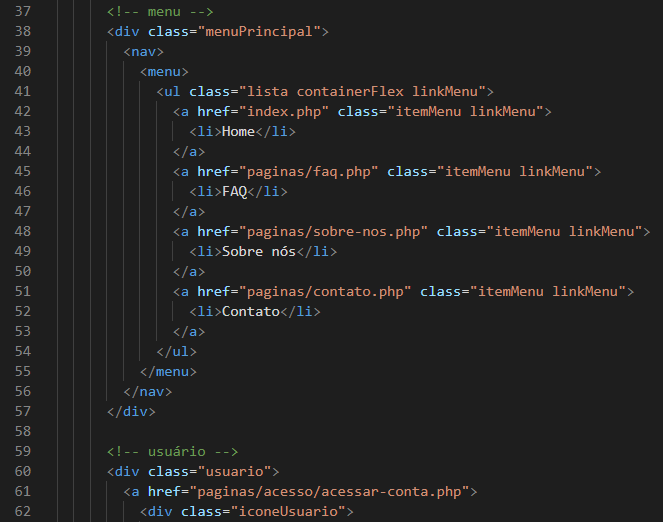 37 <!-- menu -->
38 <div class="menuPrincipal">
39 <nav>
40 <menu>
41 <ul class="lista containerFlex linkMenu">
42 <a href="index.php" class="itemMenu linkMenu">
43 <li>Home</li>
44 </a>
45 <a href="paginas/faq.php" class="itemMenu linkMenu">
46 <li>FAQ</li>
47 </a>
48 <a href="paginas/sobre-nos.php" class="itemMenu linkMenu">
49 <li>Sobre nós</li>
50 </a>
51 <a href="paginas/contato.php" class="itemMenu linkMenu">
52 <li>Contato</li>
53 </a>
54 </ul>
55 </menu>
56 </nav>
57 </div>
58
59 <!-- usuário -->
60 <div class="usuario">
61 <a href="paginas/acesso/acessar-conta.php">
62 <div class="iconeUsuario">